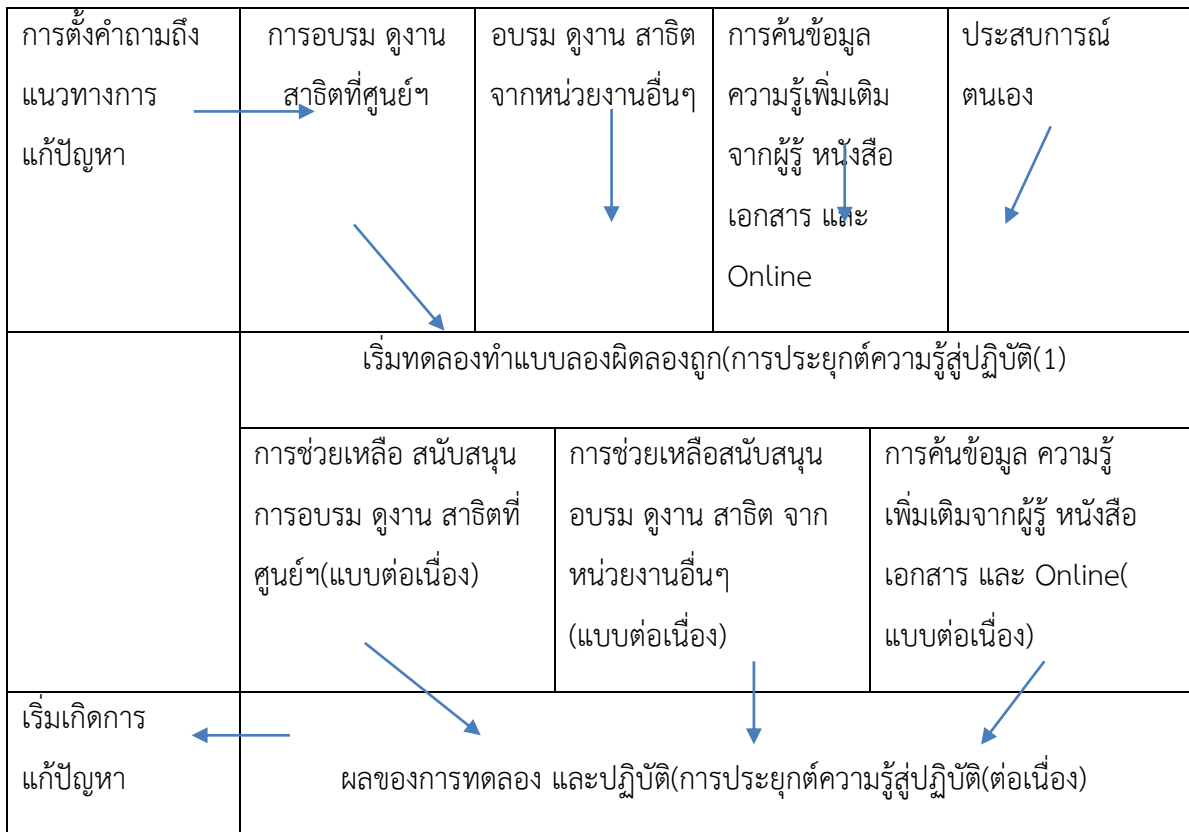 การตั้งคำถามถึง
แนวทางการ
แก้ปัญหา
การอบรม ดูงาน
สาธิตที่ศูนย์ฯ
อบรม ดูงาน สาธิต
จากหน่วยงานอื่นๆ
การค้นข้อมูล
ความรู้เพิ่มเติม
จากผู้รู้ หนังสือ
เอกสาร และ
Online
ประสบการณ์
ตนเอง
เริ่มทดลองทำแบบลองผิดลองถูก(การประยุกต์ความรู้สู่ปฏิบัติ(1)
การช่วยเหลือ สนับสนุน
การอบรม ดูงาน สาธิตที่
ศูนย์ฯ(แบบต่อเนื่อง)
การช่วยเหลือสนับสนุน
อบรม ดูงาน สาธิต จาก
หน่วยงานอื่นๆ
(แบบต่อเนื่อง)
การค้นข้อมูล ความรู้
เพิ่มเติมจากผู้รู้ หนังสือ
เอกสาร และ Online(
แบบต่อเนื่อง)
เริ่มเกิดการ
แก้ปัญหา
ผลของการทดลอง และปฏิบัติ(การประยุกต์ความรู้สู่ปฏิบัติ(ต่อเนื่อง)